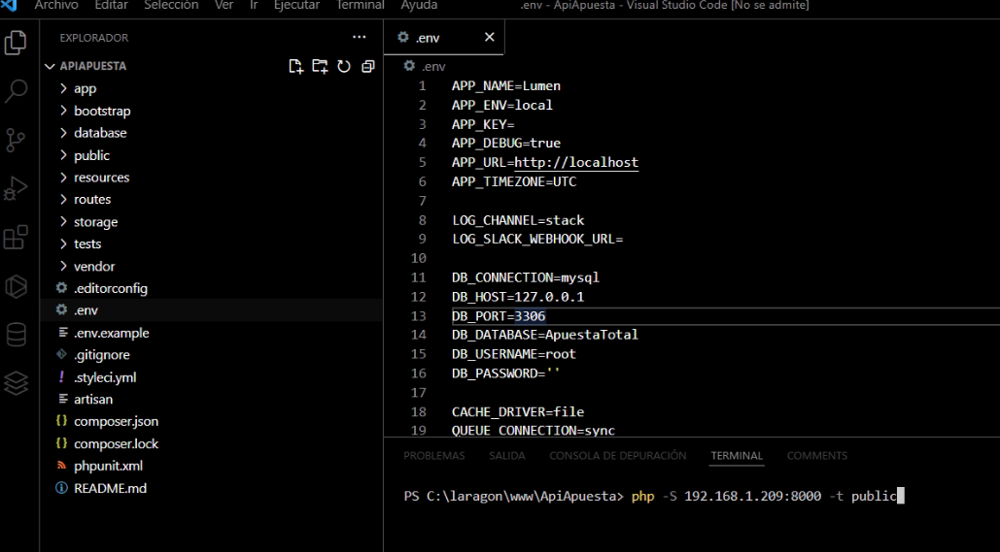 Archivo Editar Selección Ver Ir Ejecutar Terminal Ayuda .env - ApiApuesta - Visual Studio Code [No se admite]
EXPLORADOR
APIAPUESTA
app
bootstrap
database
public
resources
routes
storage
tests
vendor
.editorconfig
.env
.env.example
.gitignore
.styleci.yml
artisan
composer.json
composer.lock
phpunit.xml
README.md
.env
.env
1 APP_NAME=Lumen
2 APP_ENV=local
3 APP_KEY=
4 APP_DEBUG=true
5 APP_URL=http://localhost
6 APP_TIMEZONE=UTC
7
8 LOG_CHANNEL=stack
9 LOG_SLACK_WEBHOOK_URL=
10
11 DB_CONNECTION=mysql
12 DB_HOST=127.0.0.1
13 DB_PORT=3306
14 DB_DATABASE=ApuestaTotal
15 DB_USERNAME=root
16 DB_PASSWORD=''
17
18 CACHE_DRIVER=file
19 QUEUE_CONNECTION=sync
PROBLEMAS SALIDA CONSOLA DE DEPURACIÓN TERMINAL COMMENTS
PS C:\laragon\www\ApiApuesta> php -S 192.168.1.209:8000 -t public